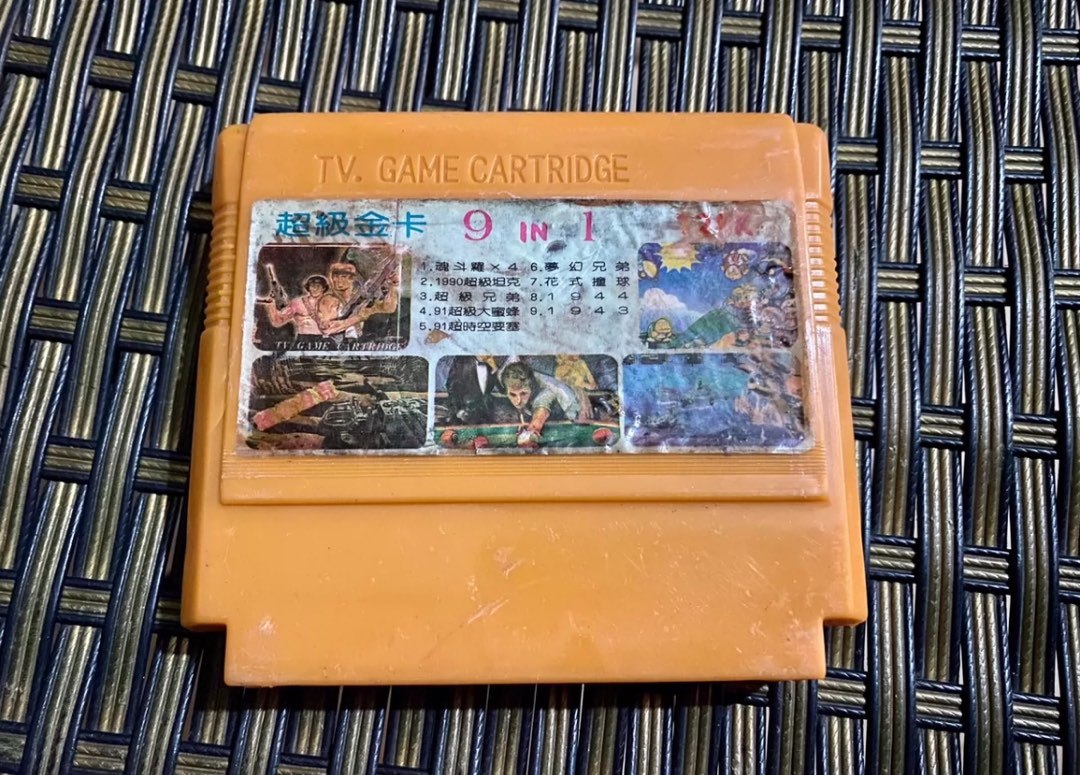 TV. GAME CARTRIDGE
超級金卡 9 IN 1
1.魂斗羅×4 6.夢幻兄弟
2.1990超級坦克 7.花式撞球
3.超級兄弟 8.1944
4.91超級大蜜蜂 9.1943
5.91超時空要塞
TV GAME CARTRIDGE